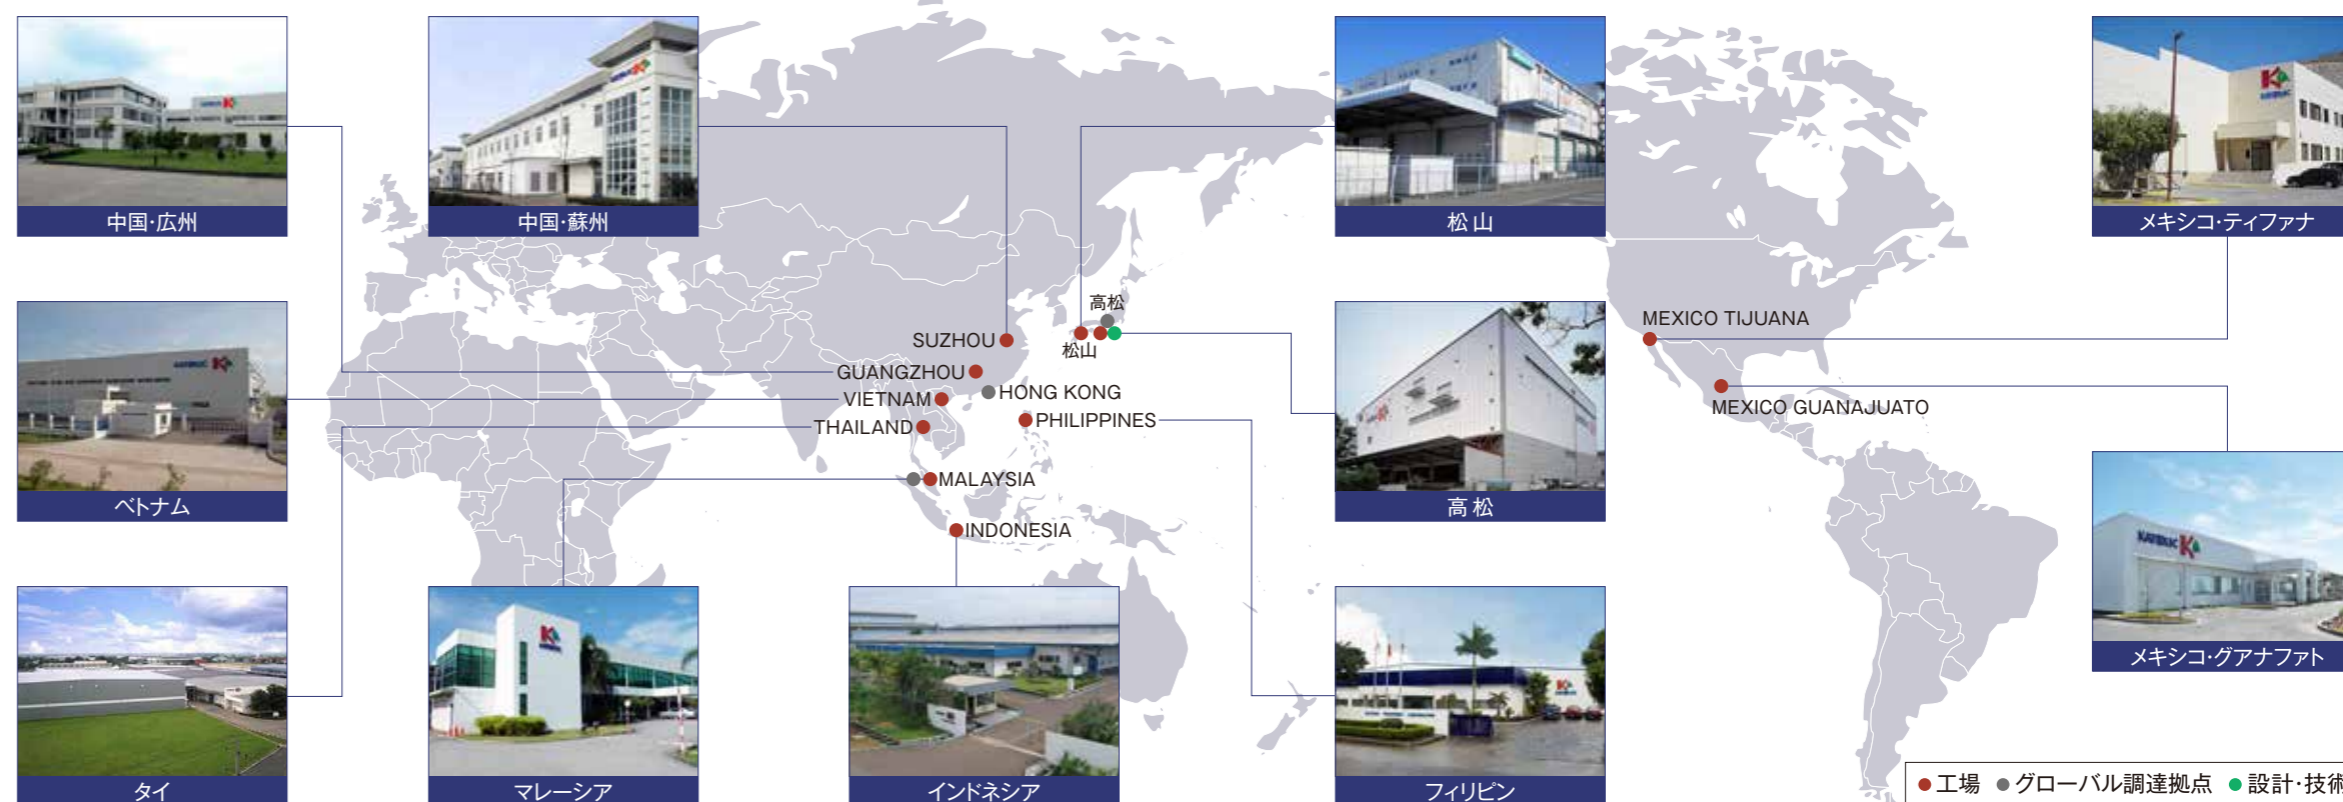 中国・広州
中国・蘇州
松山
メキシコ・ティファナ
高松
松山
SUZHOU
GUANGZHOU
HONG KONG
VIETNAM
PHILIPPINES
THAILAND
MALAYSIA
INDONESIA
MEXICO TIJUANA
MEXICO GUANAJUATO
ベトナム
高松
KATOLEC
メキシコ・グアナファト
タイ
マレーシア
インドネシア
フィリピン
●工場 ●グローバル調達拠点 ●設計・技術